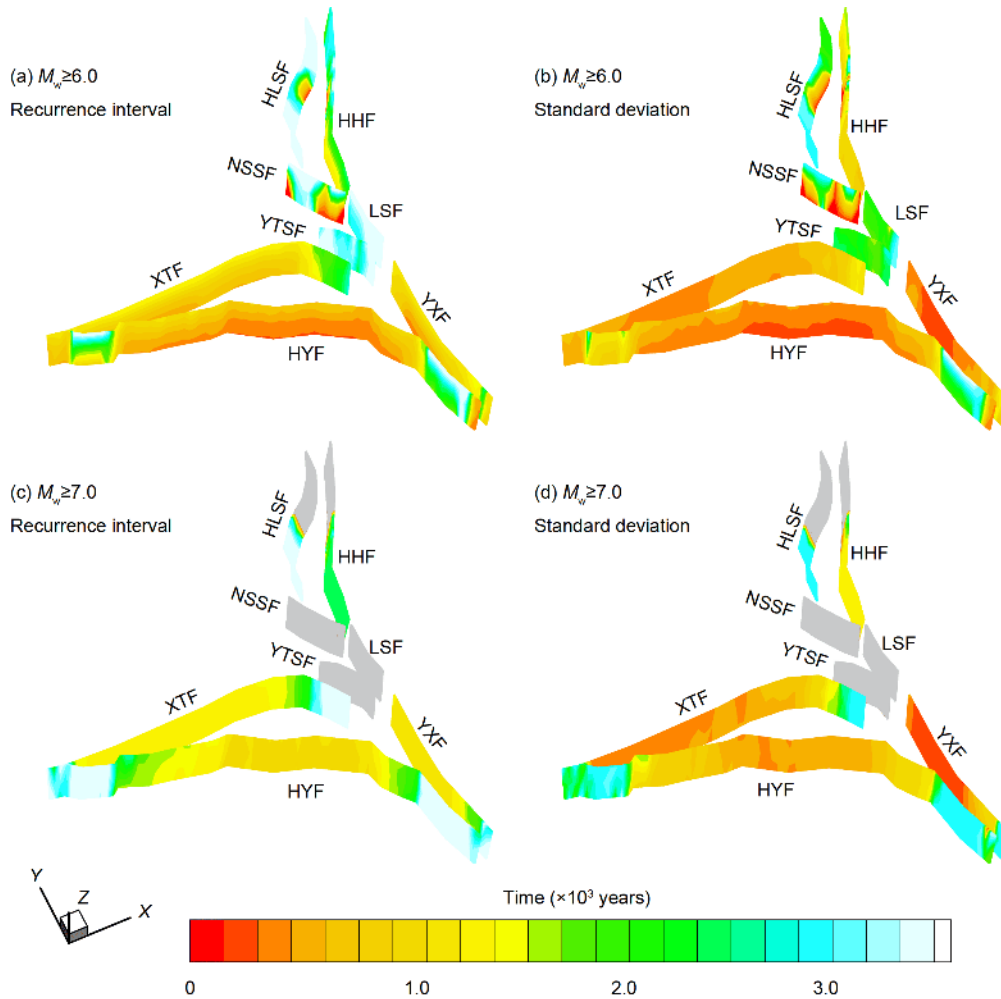 (a) Mw≥6.0
Recurrence interval
HLSF
HHF
NSSF
LSF
YTSF
XTF
YXF
HYF
(b) Mw≥6.0
Standard deviation
HLSF
HHF
NSSF
LSF
YTSF
XTF
YXF
HYF
(c) Mw≥7.0
Recurrence interval
HLSF
HHF
NSSF
LSF
YTSF
XTF
YXF
HYF
(d) Mw≥7.0
Standard deviation
HLSF
HHF
NSSF
LSF
YTSF
XTF
YXF
HYF
Y
Z
X
Time (×10³ years)
0 1.0 2.0 3.0